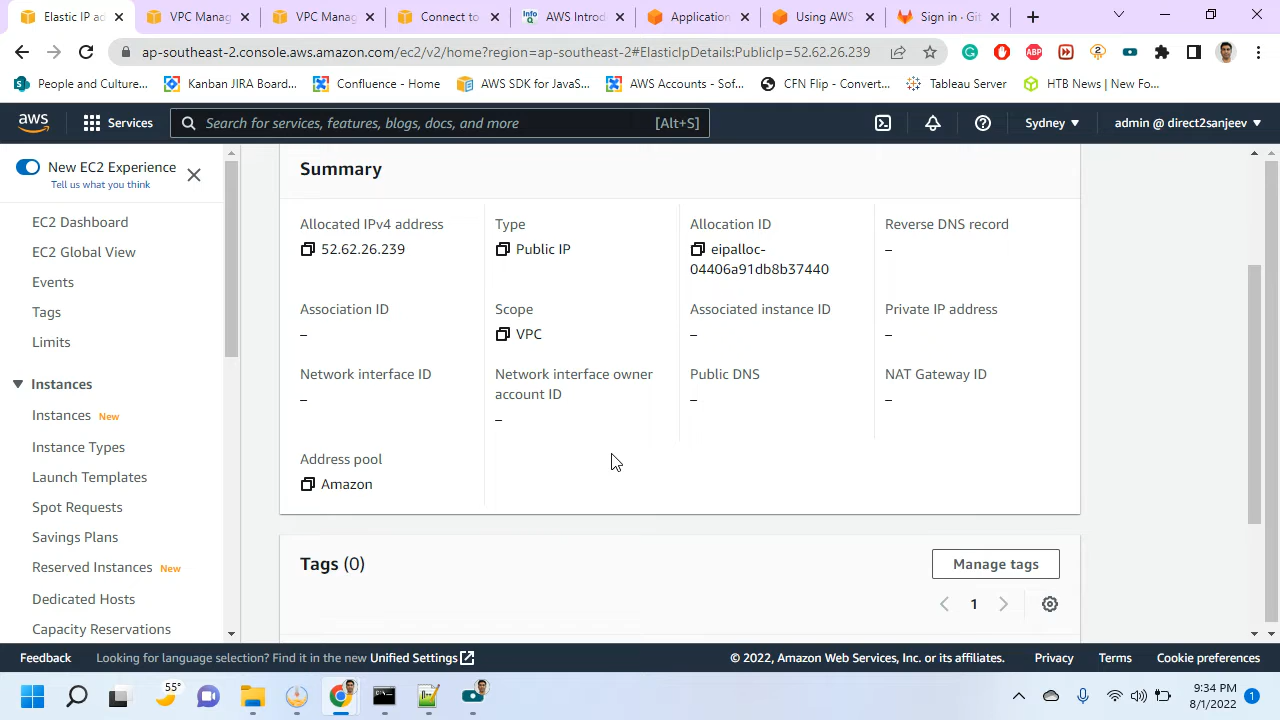 Elastic IP ad
VPC Manag
VPC Manag
Connect to
AWS Introd
Application
Using AWS
Sign in · Git
ap-southeast-2.console.aws.amazon.com/ec2/v2/home?region=ap-southeast-2#ElasticIpDetails:PublicIp=52.62.26.239
People and Culture...
Kanban JIRA Board...
Confluence - Home
AWS SDK for JavaS...
AWS Accounts - Sof...
CFN Flip - Convert...
Tableau Server
HTB News | New Fo...
aws
Services
Search for services, features, blogs, docs, and more
[Alt+S]
Sydney
admin @ direct2sanjeev
New EC2 Experience
Tell us what you think
EC2 Dashboard
EC2 Global View
Events
Tags
Limits
Instances
Instances New
Instance Types
Launch Templates
Spot Requests
Savings Plans
Reserved Instances New
Dedicated Hosts
Capacity Reservations
Summary
Allocated IPv4 address
52.62.26.239
Type
Public IP
Allocation ID
eipalloc-
04406a91db8b37440
Reverse DNS record
–
Association ID
–
Scope
VPC
Associated instance ID
–
Private IP address
–
Network interface ID
–
Network interface owner
account ID
–
Public DNS
–
NAT Gateway ID
–
Address pool
Amazon
Tags (0)
Manage tags
1
Feedback
Looking for language selection? Find it in the new Unified Settings
© 2022, Amazon Web Services, Inc. or its affiliates.
Privacy
Terms
Cookie preferences
55°
9:34 PM
8/1/2022
1